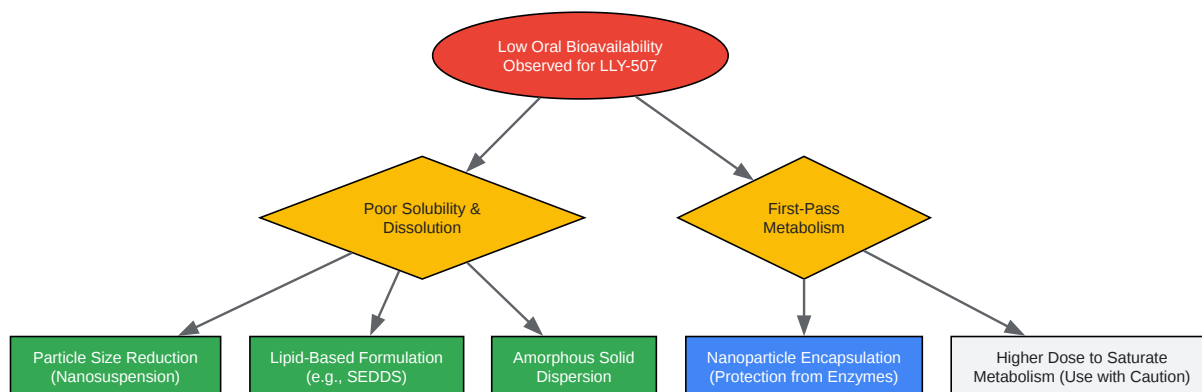 Low Oral Bioavailability
Observed for LLY-507
Poor Solubility &
Dissolution
First-Pass
Metabolism
Particle Size Reduction
(Nanosuspension)
Lipid-Based Formulation
(e.g., SEDDS)
Amorphous Solid
Dispersion
Nanoparticle Encapsulation
(Protection from Enzymes)
Higher Dose to Saturate
Metabolism (Use with Caution)